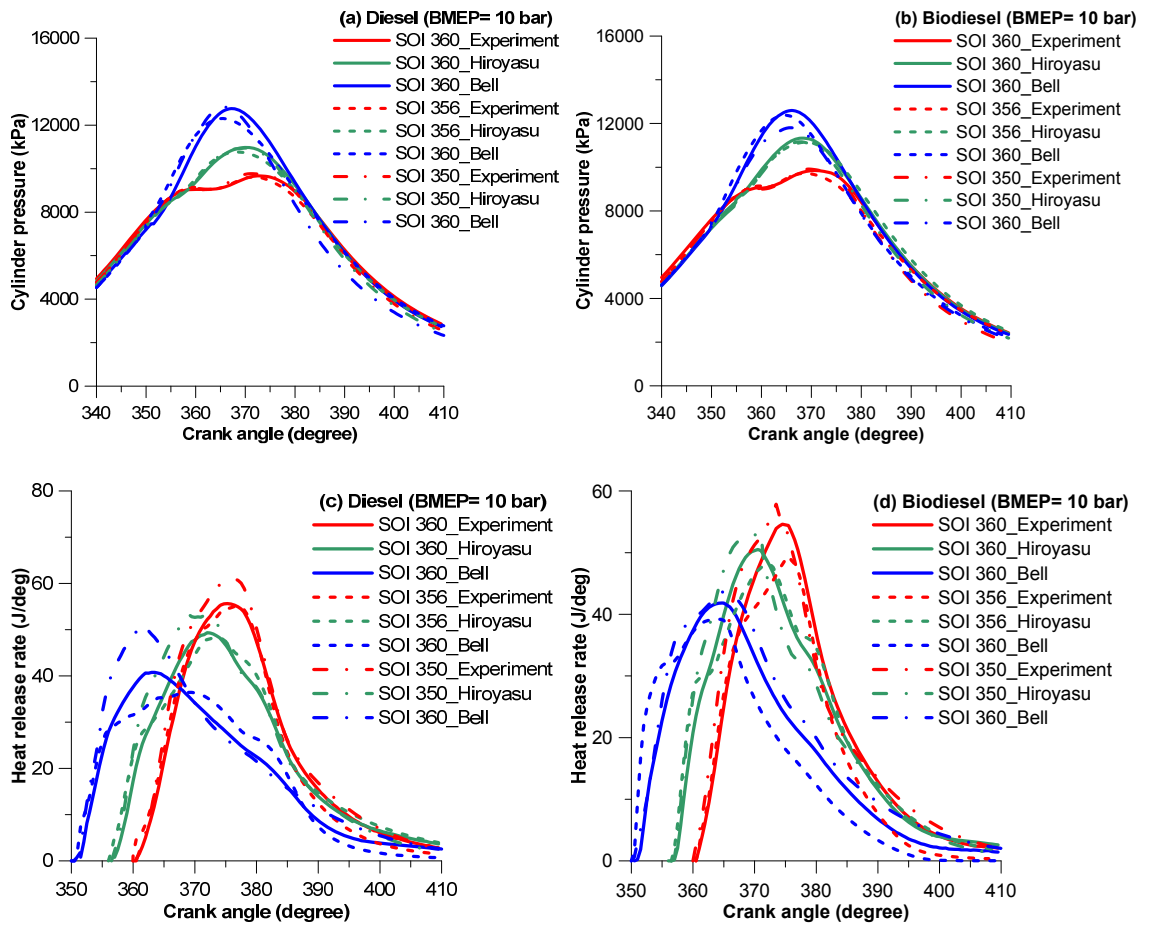 (a) Diesel (BMEP= 10 bar)
SOI 360_Experiment
SOI 360_Hiroyasu
SOI 360_Bell
SOI 356_Experiment
SOI 356_Hiroyasu
SOI 360_Bell
SOI 350_Experiment
SOI 350_Hiroyasu
SOI 360_Bell
16000
12000
8000
4000
0
Cylinder pressure (kPa)
340 350 360 370 380 390 400 410
Crank angle (degree)
(b) Biodiesel (BMEP= 10 bar)
SOI 360_Experiment
SOI 360_Hiroyasu
SOI 360_Bell
SOI 356_Experiment
SOI 356_Hiroyasu
SOI 360_Bell
SOI 350_Experiment
SOI 350_Hiroyasu
SOI 360_Bell
16000
12000
8000
4000
0
Cylinder pressure (kPa)
340 350 360 370 380 390 400 410
Crank angle (degree)
(c) Diesel (BMEP= 10 bar)
SOI 360_Experiment
SOI 360_Hiroyasu
SOI 360_Bell
SOI 356_Experiment
SOI 356_Hiroyasu
SOI 360_Bell
SOI 350_Experiment
SOI 350_Hiroyasu
SOI 360_Bell
80
60
40
20
0
Heat release rate (J/deg)
350 360 370 380 390 400 410
Crank angle (degree)
(d) Biodiesel (BMEP= 10 bar)
SOI 360_Experiment
SOI 360_Hiroyasu
SOI 360_Bell
SOI 356_Experiment
SOI 356_Hiroyasu
SOI 360_Bell
SOI 350_Experiment
SOI 350_Hiroyasu
SOI 360_Bell
60
40
20
0
Heat release rate (J/deg)
350 360 370 380 390 400 410
Crank angle (degree)